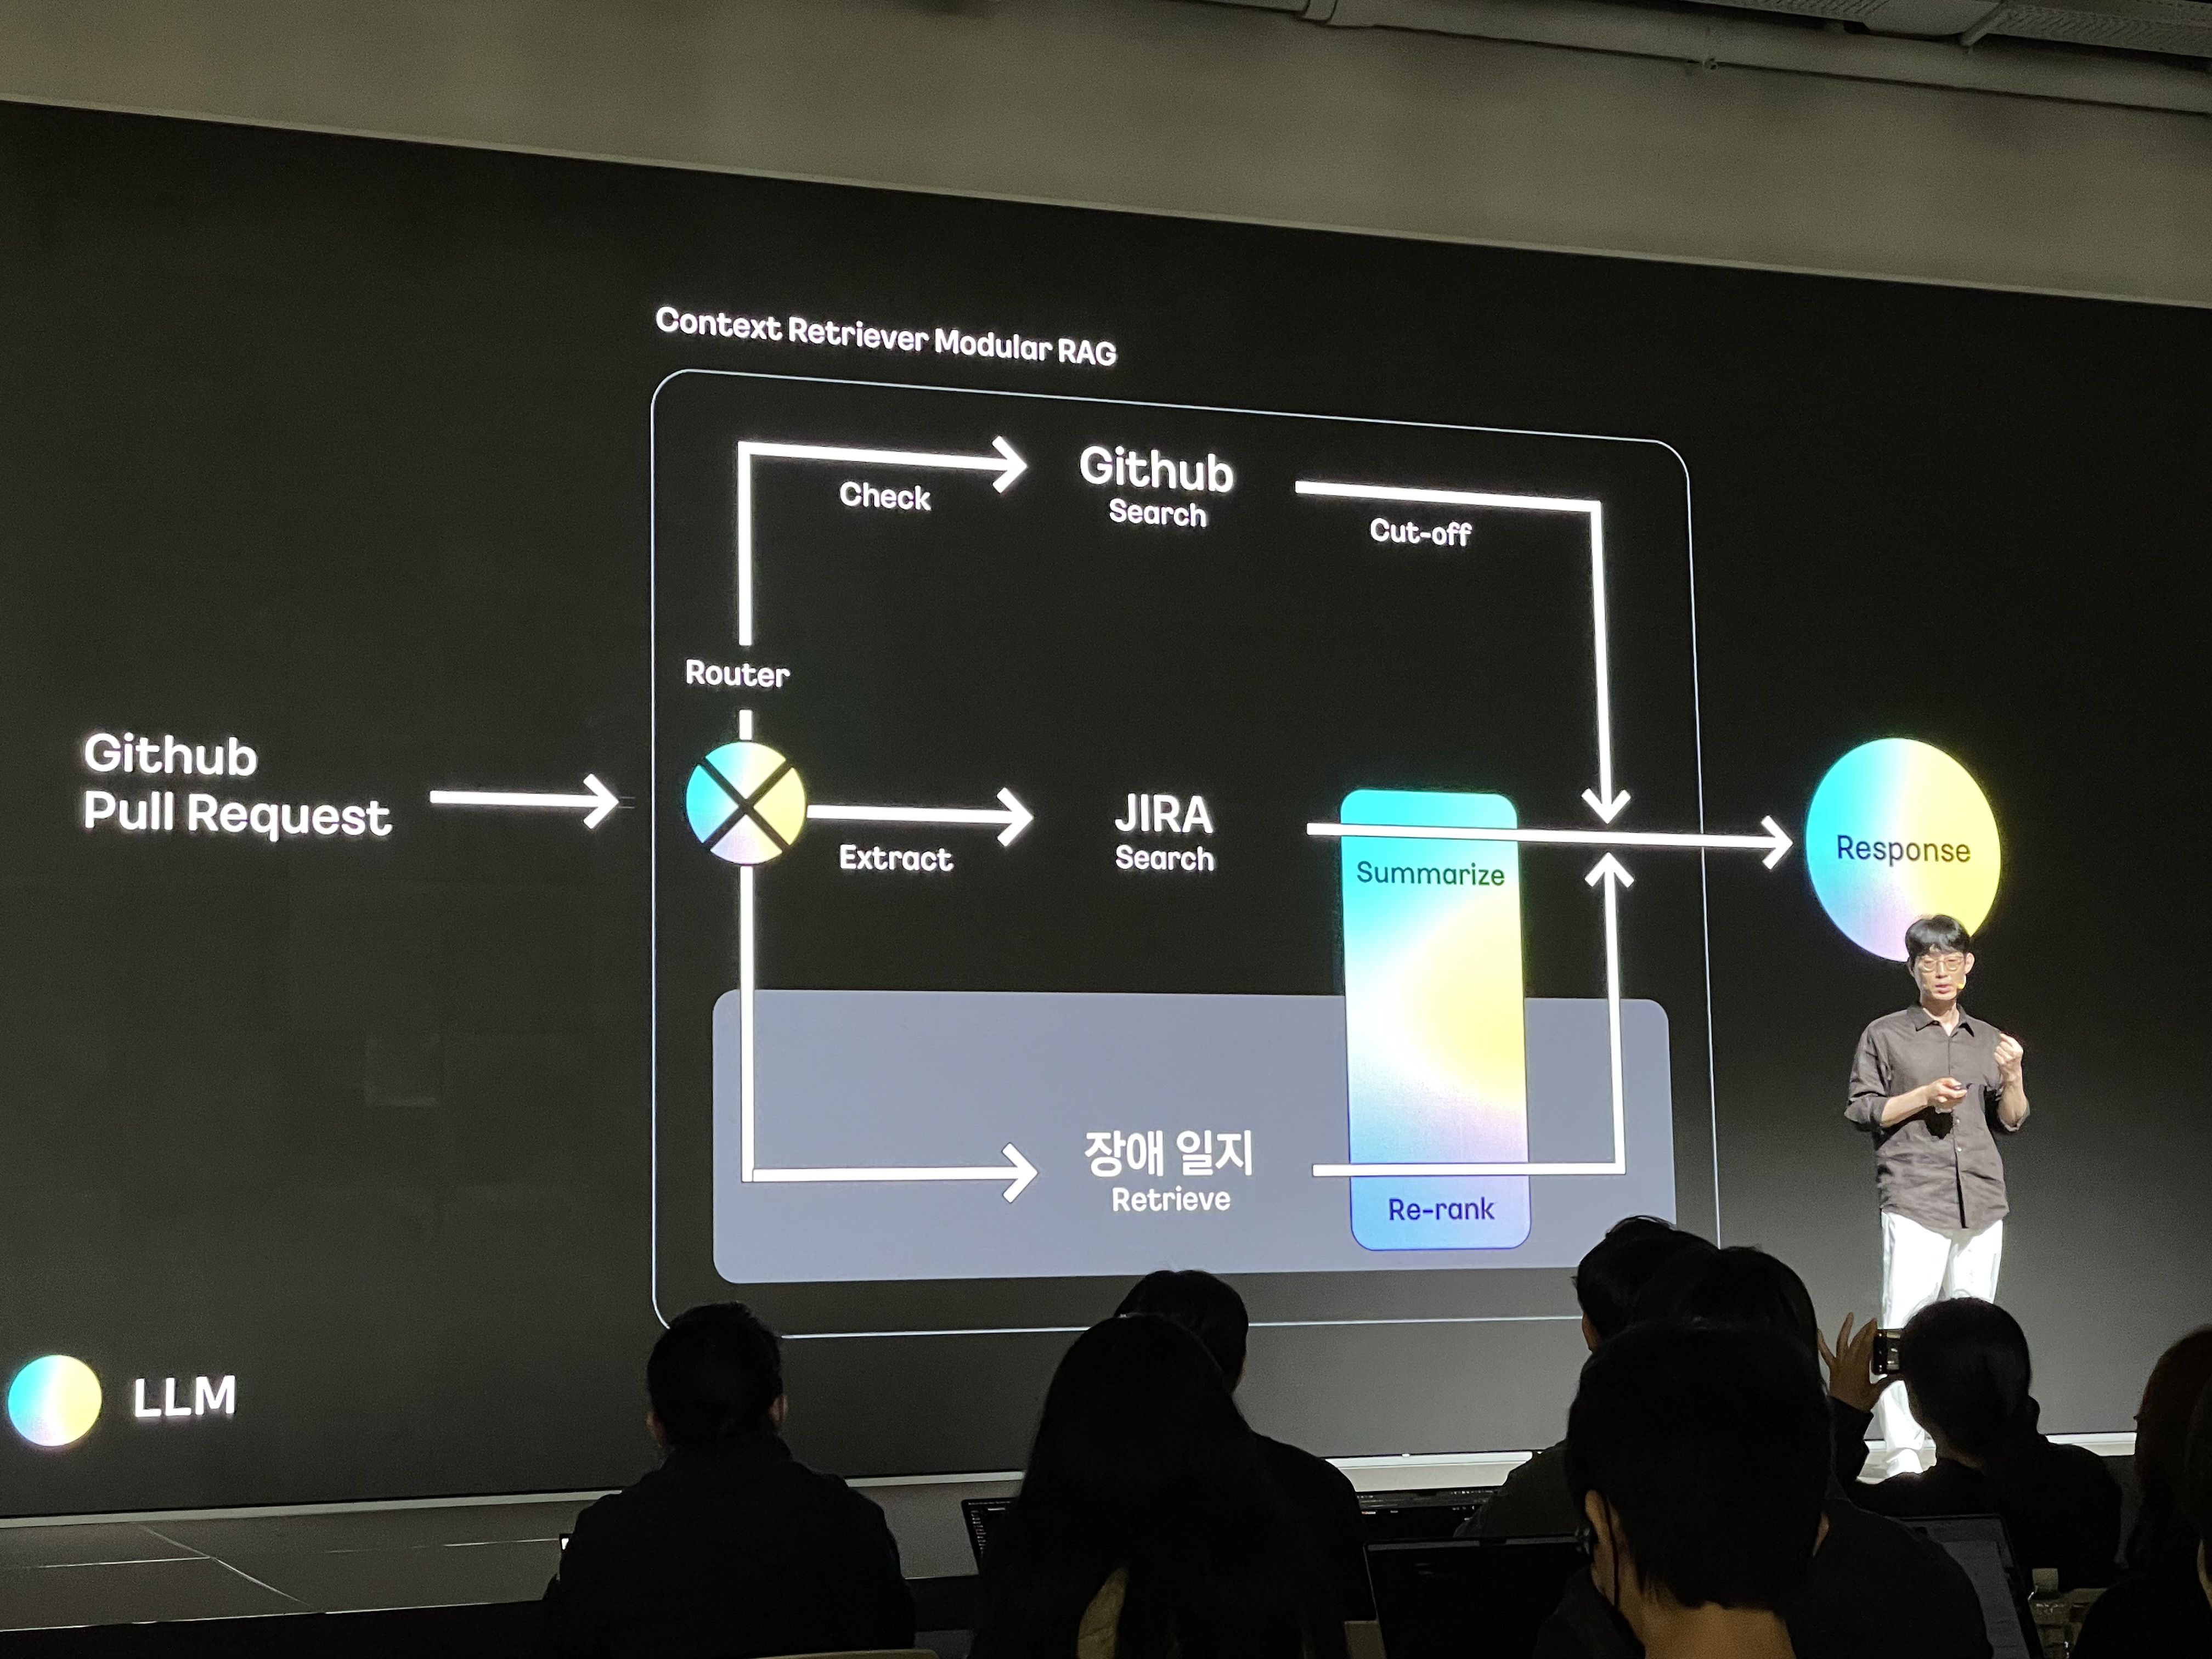 Context Retriever Modular RAG
Check
Github
Search
Cut-off
Router
Github
Pull Request
Extract
JIRA
Search
Summarize
Response
장애 일지
Retrieve
Re-rank
LLM